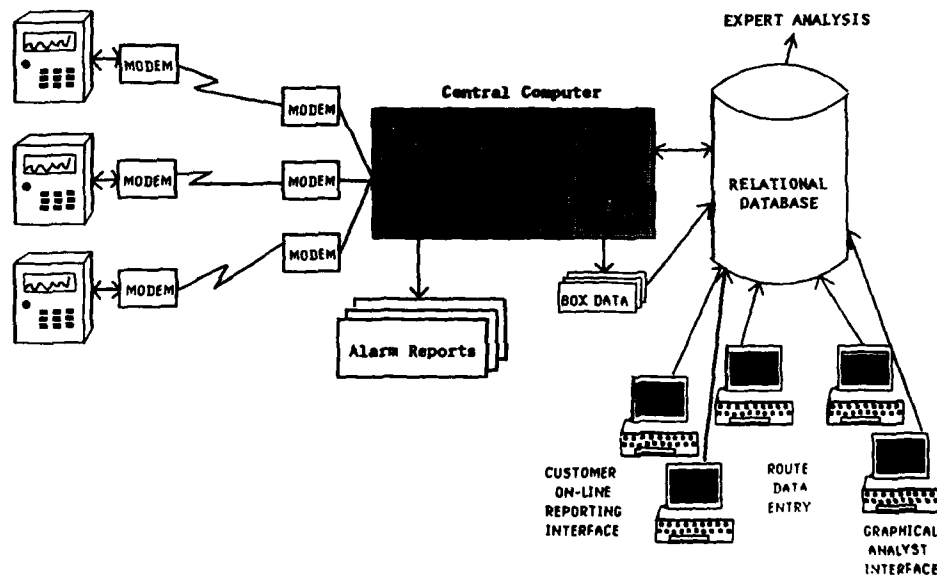 EXPERT ANALYSIS
MODEM
MODEM
Central Computer
MODEM
MODEM
RELATIONAL
DATABASE
MODEM
MODEM
BOX DATA
Alarm Reports
CUSTOMER
ON-LINE
REPORTING
INTERFACE
ROUTE
DATA
ENTRY
GRAPHICAL
ANALYST
INTERFACE